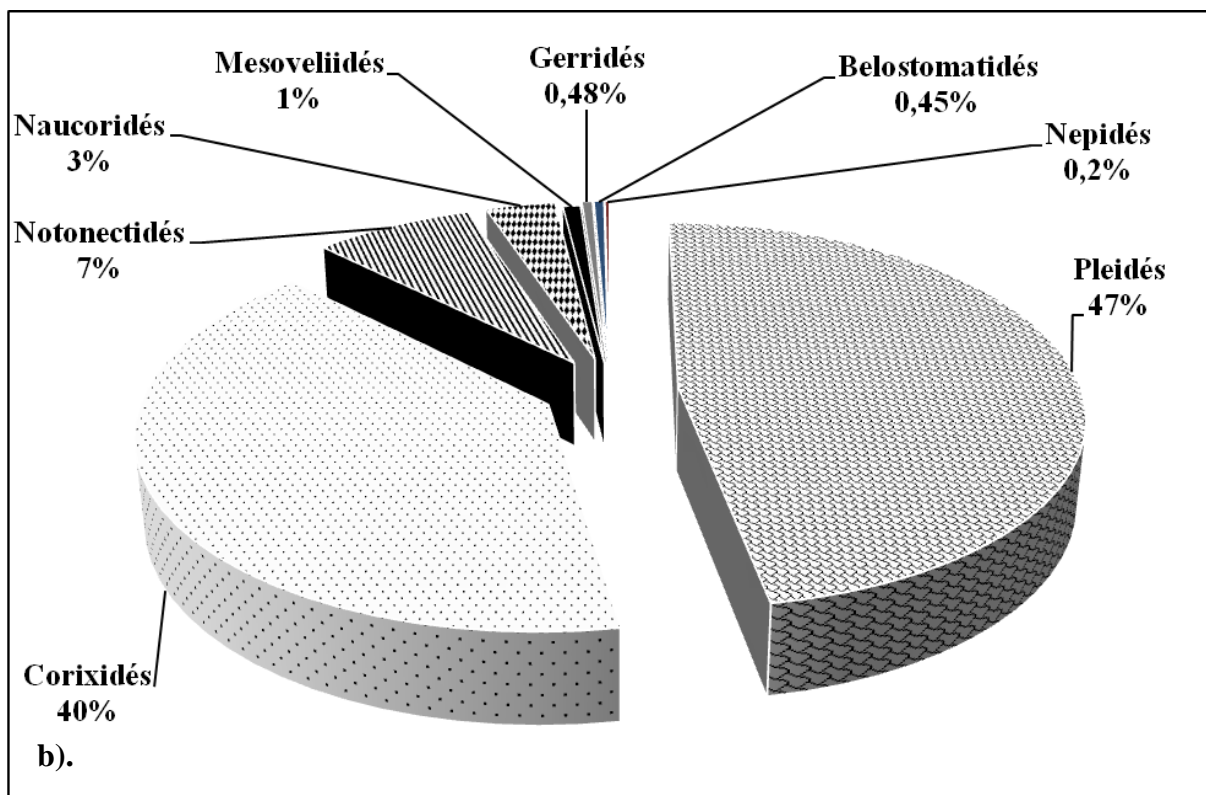 Mesoveliidés
1%
Gerridés
0,48%
Belostomatidés
0,45%
Naucoridés
3%
Nepidés
0,2%
Notonectidés
7%
Pleidés
47%
Corixidés
40%
b).